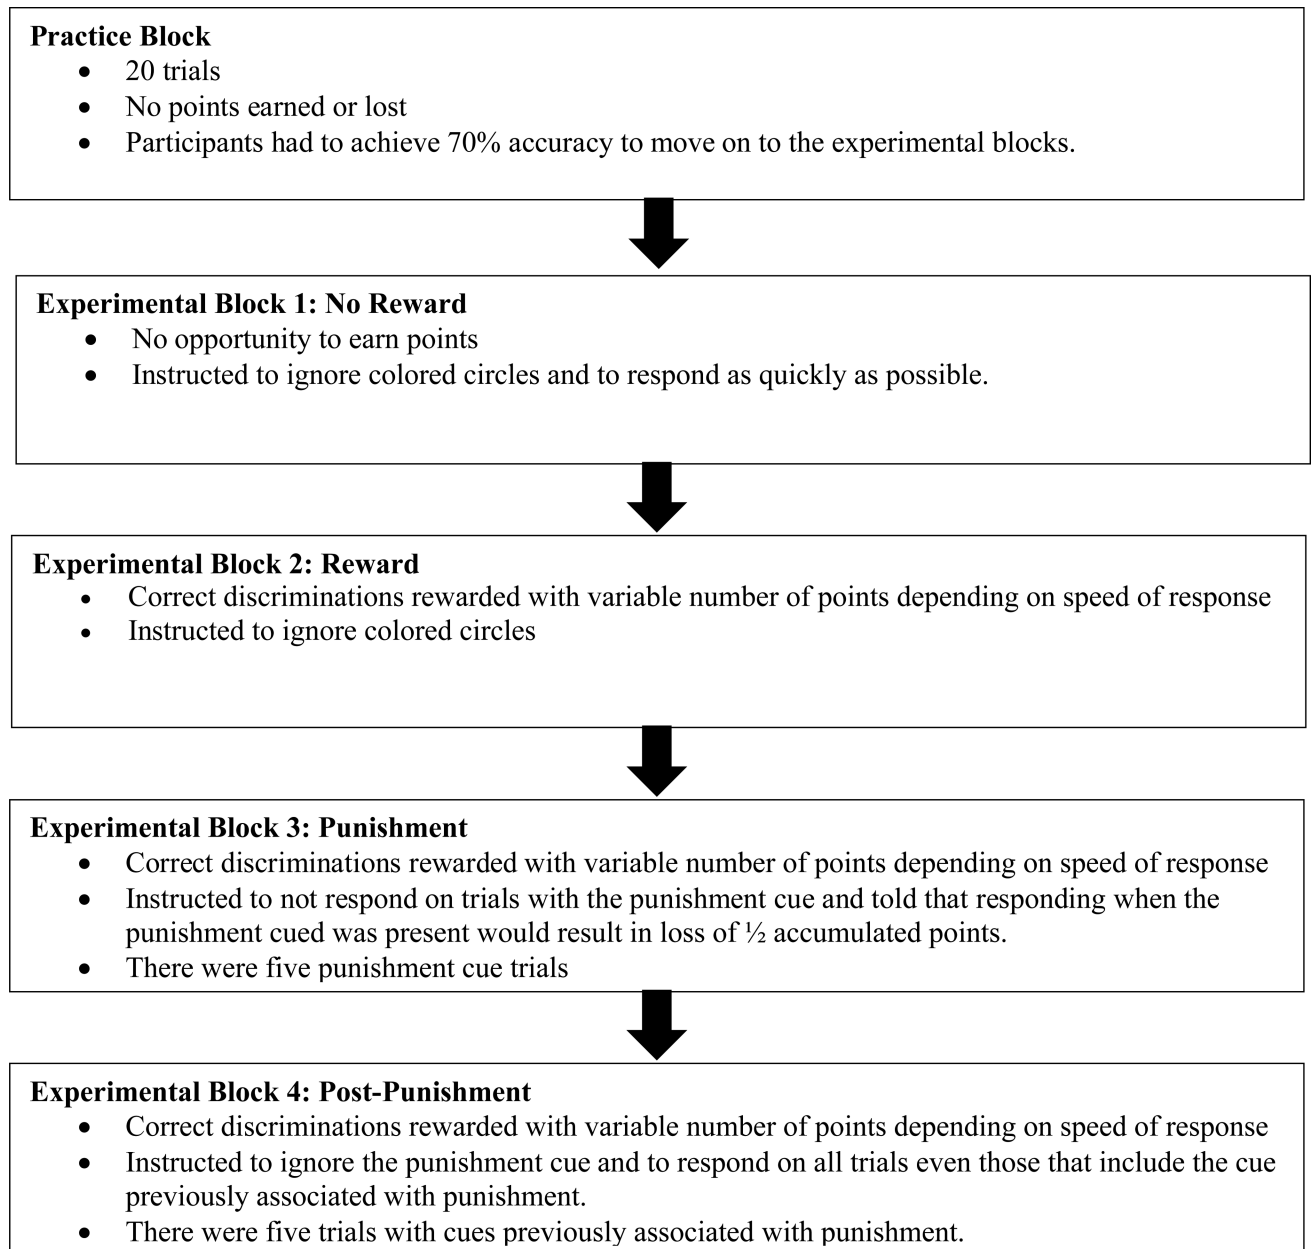 Practice Block
• 20 trials
• No points earned or lost
• Participants had to achieve 70% accuracy to move on to the experimental blocks.
Experimental Block 1: No Reward
• No opportunity to earn points
• Instructed to ignore colored circles and to respond as quickly as possible.
Experimental Block 2: Reward
• Correct discriminations rewarded with variable number of points depending on speed of response
• Instructed to ignore colored circles
Experimental Block 3: Punishment
• Correct discriminations rewarded with variable number of points depending on speed of response
• Instructed to not respond on trials with the punishment cue and told that responding when the
punishment cued was present would result in loss of ½ accumulated points.
• There were five punishment cue trials
Experimental Block 4: Post-Punishment
• Correct discriminations rewarded with variable number of points depending on speed of response
• Instructed to ignore the punishment cue and to respond on all trials even those that include the cue
previously associated with punishment.
• There were five trials with cues previously associated with punishment.